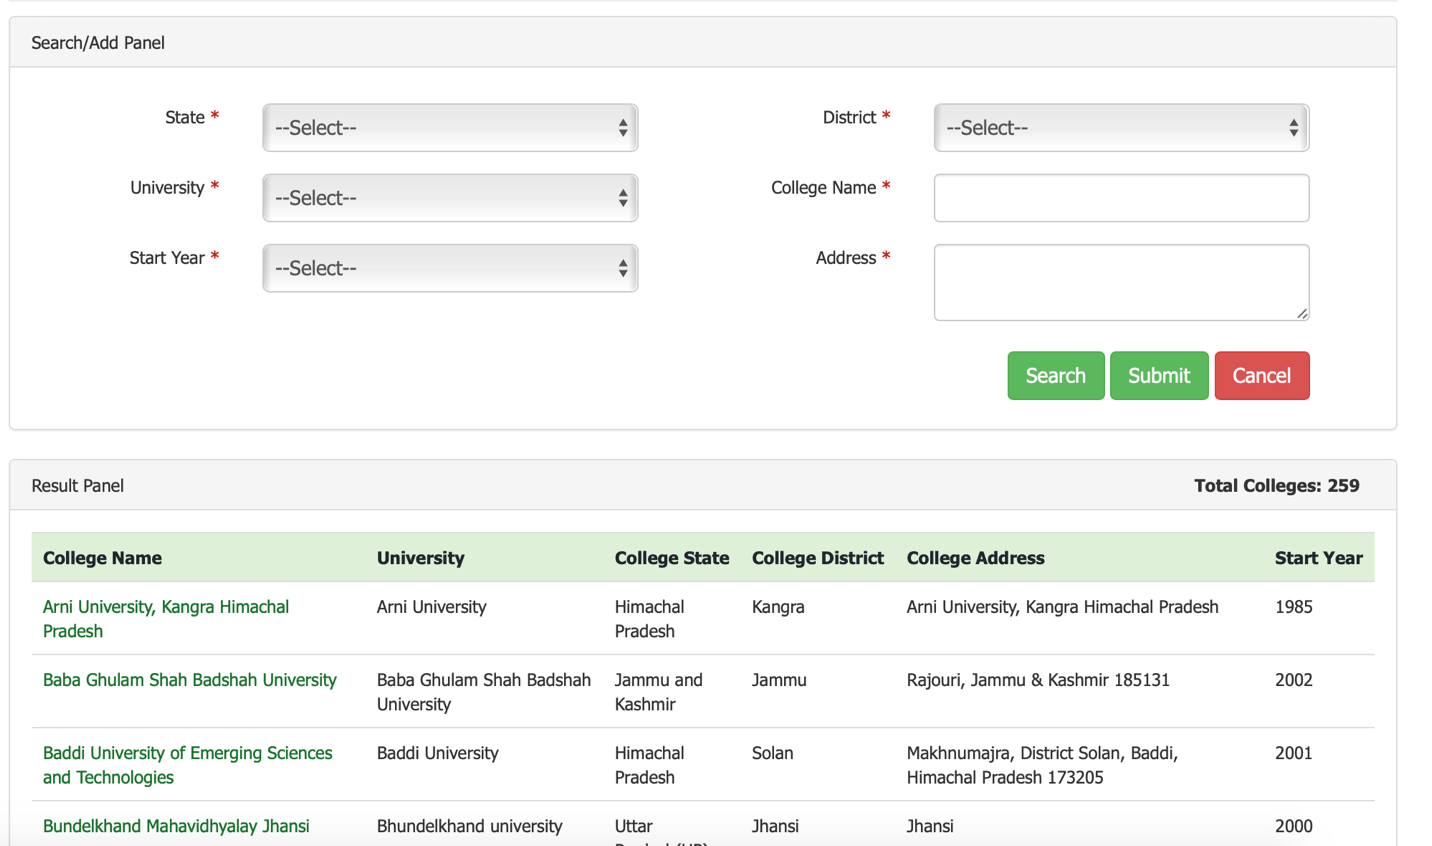 Search/Add Panel
State *
--Select--
District *
--Select--
University *
--Select--
College Name *
Start Year *
--Select--
Address *
Search Submit Cancel
Result Panel
Total Colleges: 259
College Name University College State College District College Address Start Year
Arni University, Kangra Himachal Arni University Himachal Kangra Arni University, Kangra Himachal Pradesh 1985
Pradesh Pradesh
Baba Ghulam Shah Badshah University Baba Ghulam Shah Badshah Jammu and Jammu Rajouri, Jammu & Kashmir 185131 2002
University Kashmir
Baddi University of Emerging Sciences Baddi University Himachal Solan Makhnumajra, District Solan, Baddi, 2001
and Technologies Pradesh Himachal Pradesh 173205
Bundelkhand Mahavidhyalay Jhansi Bhundelkhand university Uttar Jhansi Jhansi 2000